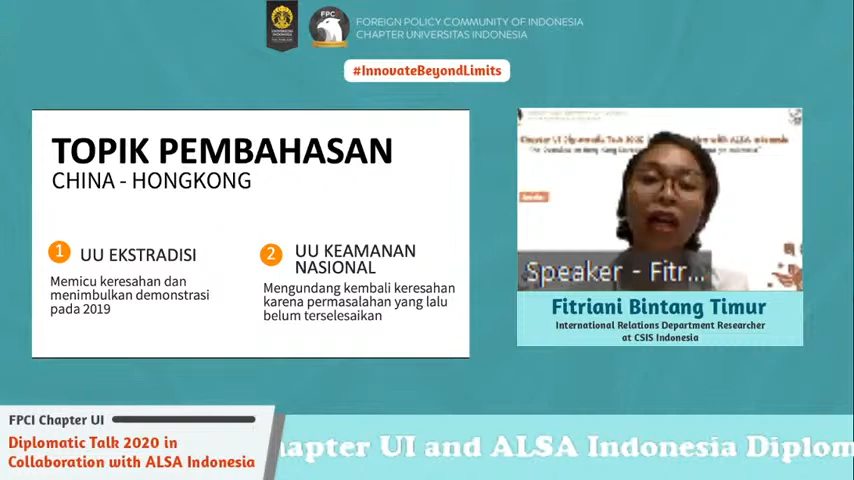 FPC
FOREIGN POLICY COMMUNITY OF INDONESIA
CHAPTER UNIVERSITAS INDONESIA
#InnovateBeyondLimits
TOPIK PEMBAHASAN
CHINA - HONGKONG
1 UU EKSTRADISI
Memicu keresahan dan
menimbulkan demonstrasi
pada 2019
2 UU KEAMANAN
NASIONAL
Mengundang kembali keresahan
karena permasalahan yang lalu
belum terselesaikan
Speaker - Fitr...
Fitriani Bintang Timur
International Relations Department Researcher
at CSIS Indonesia
FPCI Chapter UI
Diplomatic Talk 2020 in
Collaboration with ALSA Indonesia
hapter UI and ALSA Indonesia Diplom